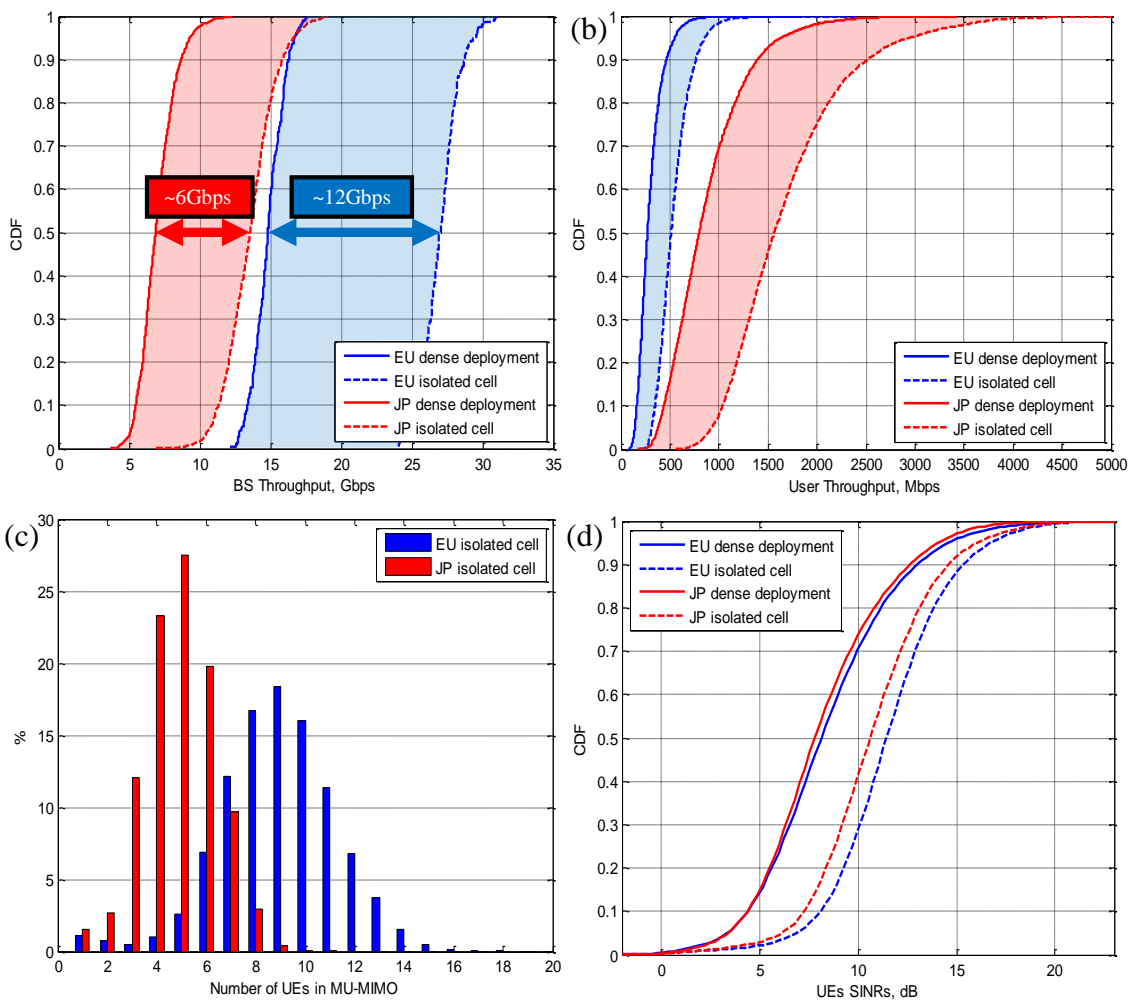 1
0.9
0.8
0.7
0.6
0.5
0.4
0.3
0.2
0.1
0
CDF
~6Gbps
~12Gbps
EU dense deployment
EU isolated cell
JP dense deployment
JP isolated cell
0 5 10 15 20 25 30 35
BS Throughput, Gbps
(b)
1
0.9
0.8
0.7
0.6
0.5
0.4
0.3
0.2
0.1
0
CDF
EU dense deployment
EU isolated cell
JP dense deployment
JP isolated cell
0 500 1000 1500 2000 2500 3000 3500 4000 4500 5000
User Throughput, Mbps
(c)
30
25
20
15
10
5
0
%
EU isolated cell
JP isolated cell
0 2 4 6 8 10 12 14 16 18 20
Number of UEs in MU-MIMO
(d)
1
0.9
0.8
0.7
0.6
0.5
0.4
0.3
0.2
0.1
0
CDF
EU dense deployment
EU isolated cell
JP dense deployment
JP isolated cell
0 5 10 15 20
UEs SINRs, dB